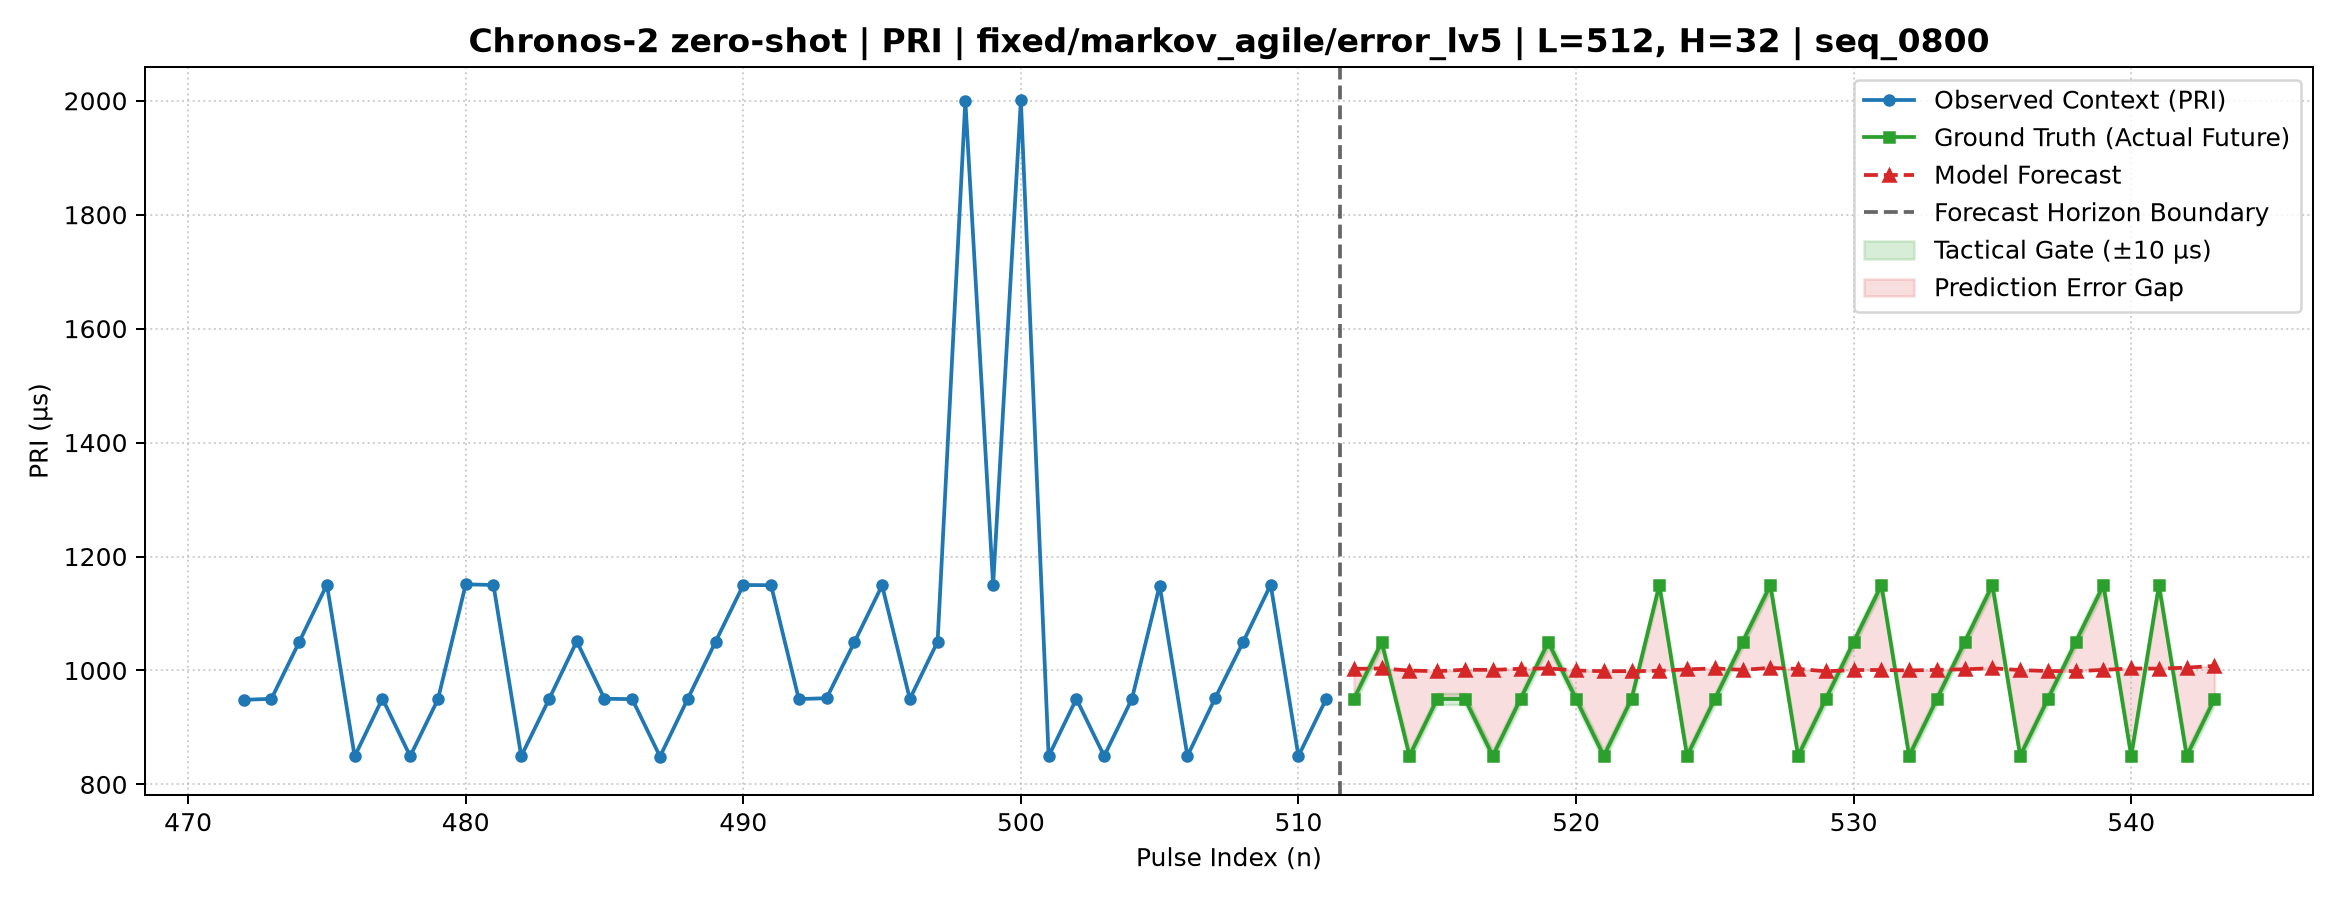 Chronos-2 zero-shot | PRI | fixed/markov_agile/error_lv5 | L=512, H=32 | seq_0800
PRI (µs)
2000
1800
1600
1400
1200
1000
800
Observed Context (PRI)
Ground Truth (Actual Future)
Model Forecast
Forecast Horizon Boundary
Tactical Gate (±10 µs)
Prediction Error Gap
470 480 490 500 510 520 530 540
Pulse Index (n)